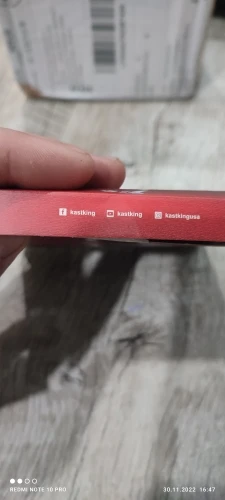 kastking kastking kastkingusa
REDMI NOTE 10 PRO 30.11.2022 16:47